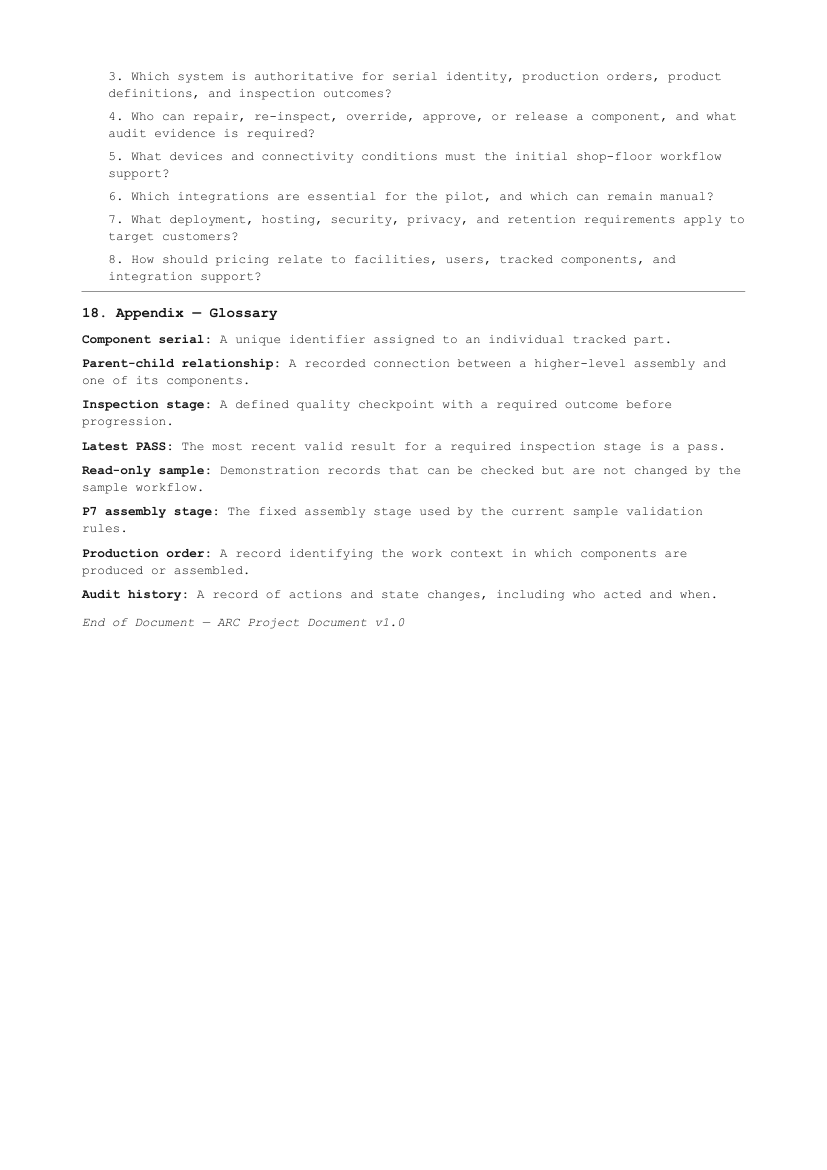 3. Which system is authoritative for serial identity, production orders, product
definitions, and inspection outcomes?
4. Who can repair, re-inspect, override, approve, or release a component, and what
audit evidence is required?
5. What devices and connectivity conditions must the initial shop-floor workflow
support?
6. Which integrations are essential for the pilot, and which can remain manual?
7. What deployment, hosting, security, privacy, and retention requirements apply to
target customers?
8. How should pricing relate to facilities, users, tracked components, and
integration support?
18. Appendix — Glossary
Component serial: A unique identifier assigned to an individual tracked part.
Parent-child relationship: A recorded connection between a higher-level assembly and
one of its components.
Inspection stage: A defined quality checkpoint with a required outcome before
progression.
Latest PASS: The most recent valid result for a required inspection stage is a pass.
Read-only sample: Demonstration records that can be checked but are not changed by the
sample workflow.
P7 assembly stage: The fixed assembly stage used by the current sample validation
rules.
Production order: A record identifying the work context in which components are
produced or assembled.
Audit history: A record of actions and state changes, including who acted and when.
End of Document — ARC Project Document v1.0